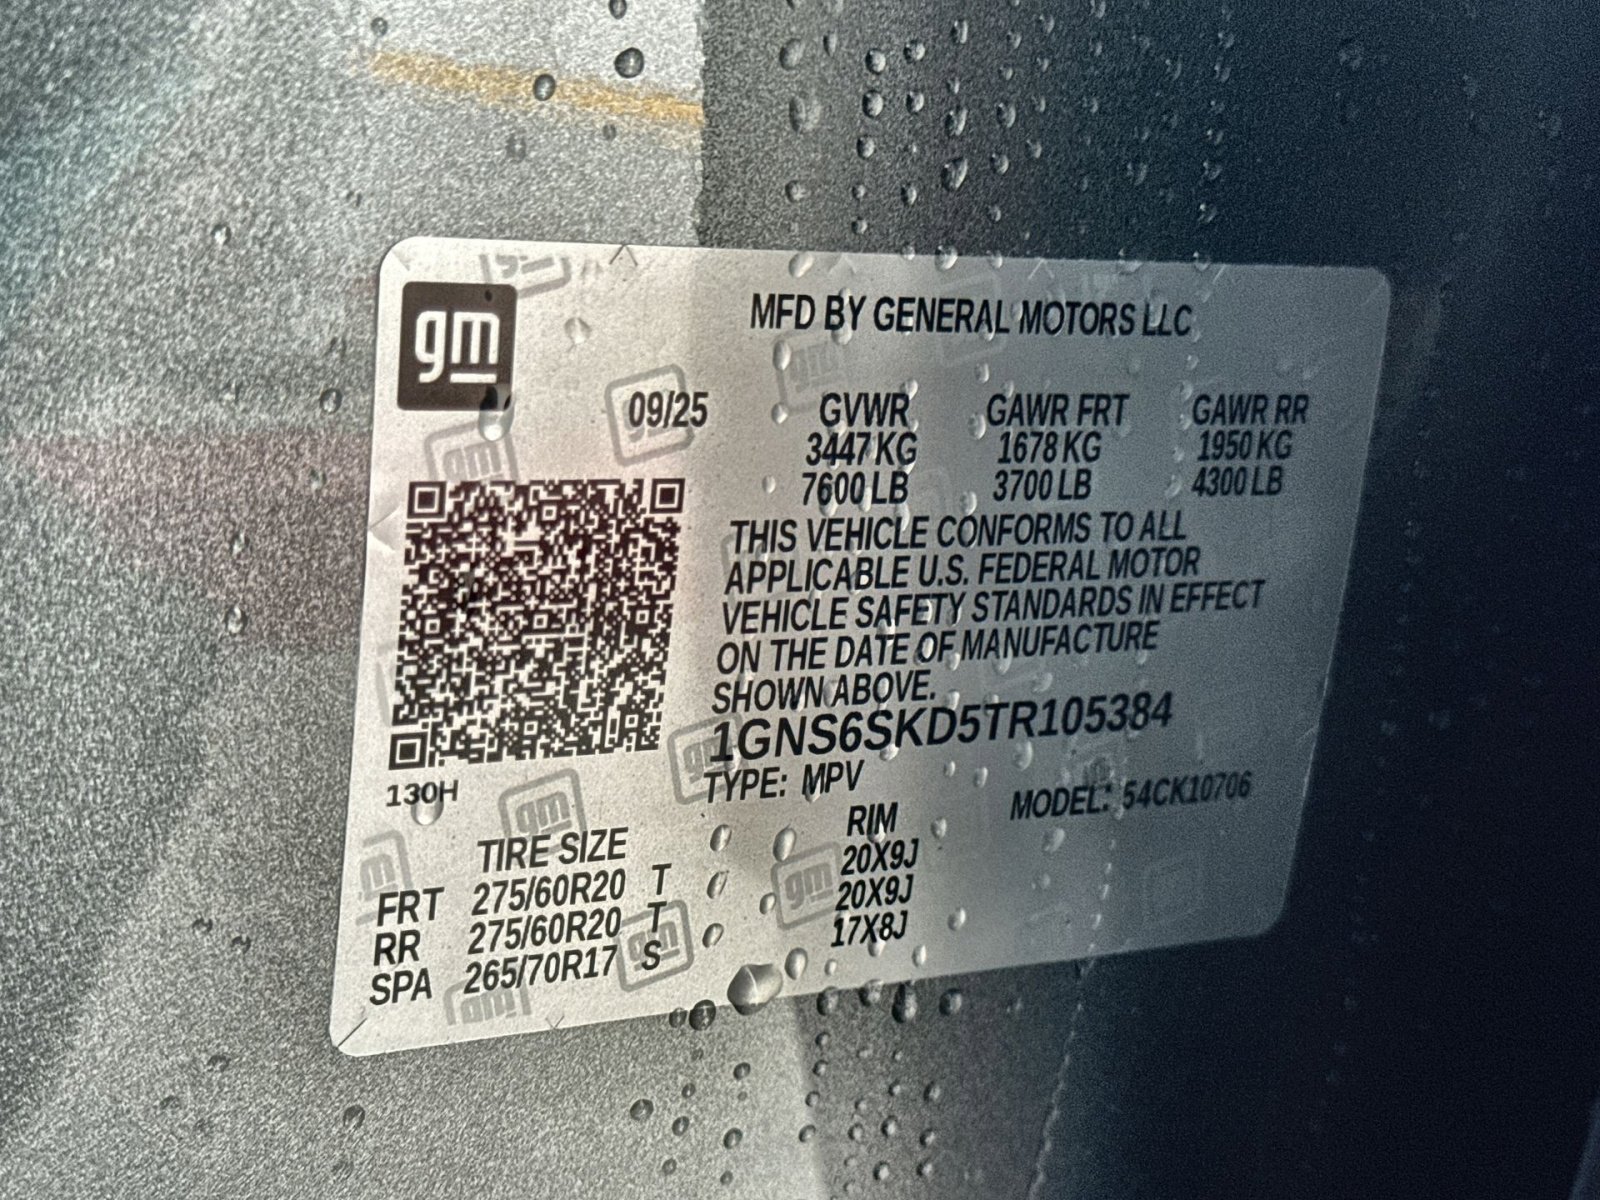 gm
MFD BY GENERAL MOTORS LLC
09/25 GVWR GAWR FRT GAWR RR
3447 KG 1678 KG 1950 KG
7600 LB 3700 LB 4300 LB
THIS VEHICLE CONFORMS TO ALL
APPLICABLE U.S. FEDERAL MOTOR
VEHICLE SAFETY STANDARDS IN EFFECT
ON THE DATE OF MANUFACTURE
SHOWN ABOVE.
1GNS6SKD5TR105384
TYPE: MPV MODEL: 54CK10706
130H
TIRE SIZE RIM
FRT 275/60R20 T 20X9J
RR 275/60R20 T 20X9J
SPA 265/70R17 S 17X8J